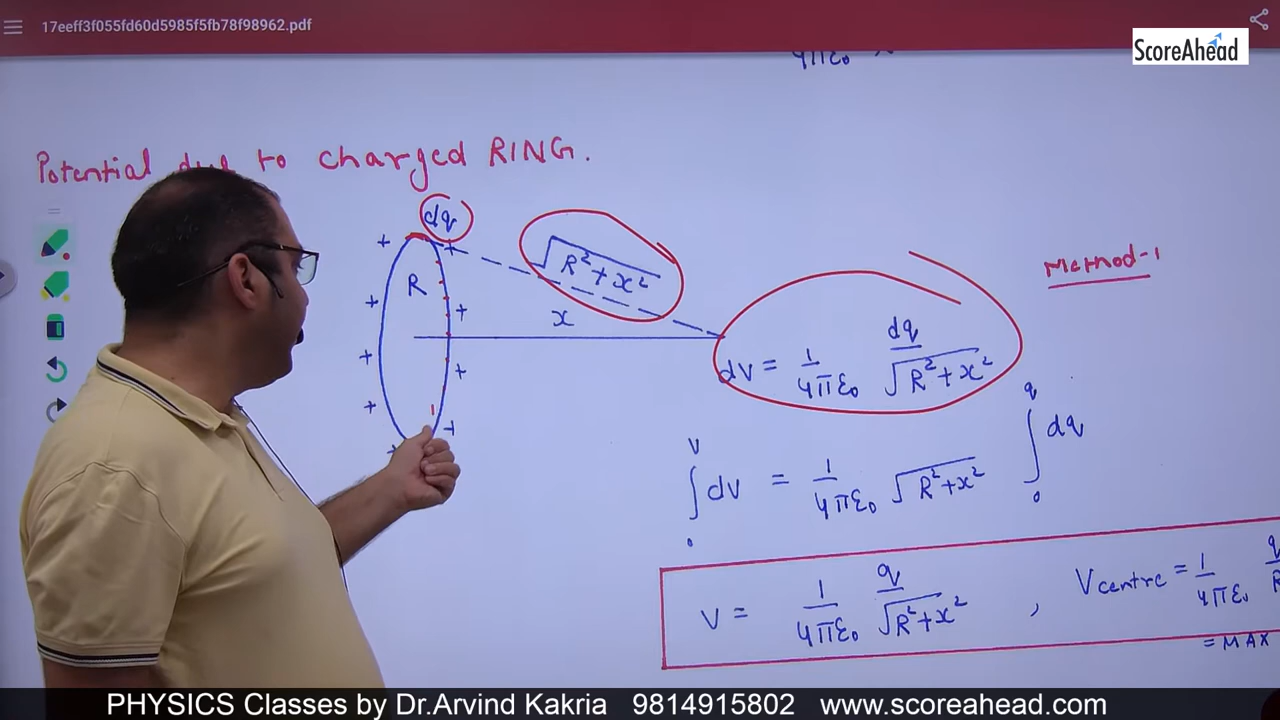 17eeff3f055fd60d5985f5fb78f98962.pdf
ScoreAhead
4πε₀ x
Potential due to charged RING.
dq
R
√R²+x²
x
Method-1
dV = 1/4πε₀ dq/√R²+x²
∫₀^V dV = 1/4πε₀ √R²+x² ∫₀^q dq
V = 1/4πε₀ q/√R²+x² , Vcentre = 1/4πε₀ q/R
= MAX
PHYSICS Classes by Dr.Arvind Kakria 9814915802 www.scoreahead.com